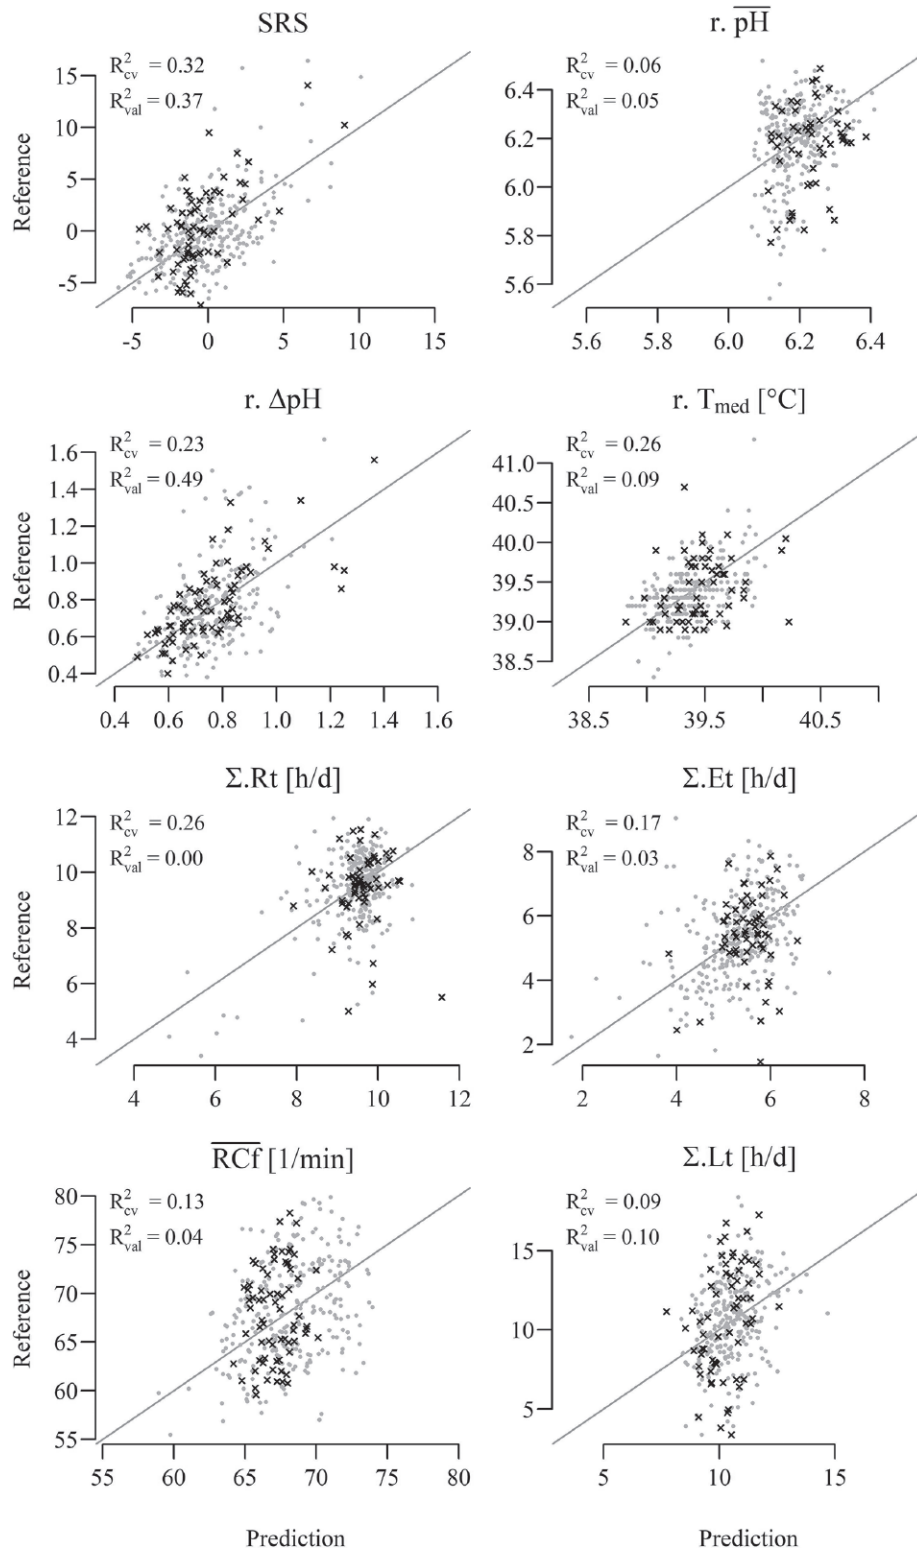 SRS
R²cv = 0.32
R²val = 0.37
Reference
15
10
5
0
-5
-5 0 5 10 15
r. p̅H̅
R²cv = 0.06
R²val = 0.05
6.4
6.2
6.0
5.8
5.6
5.6 5.8 6.0 6.2 6.4
r. ΔpH
R²cv = 0.23
R²val = 0.49
Reference
1.6
1.4
1.2
1.0
0.8
0.6
0.4
0.4 0.6 0.8 1.0 1.2 1.4 1.6
r. Tmed [°C]
R²cv = 0.26
R²val = 0.09
41.0
40.5
40.0
39.5
39.0
38.5
38.5 39.5 40.5
Σ.Rt [h/d]
R²cv = 0.26
R²val = 0.00
Reference
12
10
8
6
4
4 6 8 10 12
Σ.Et [h/d]
R²cv = 0.17
R²val = 0.03
8
6
4
2
2 4 6 8
R̅C̅f̅ [1/min]
R²cv = 0.13
R²val = 0.04
Reference
80
75
70
65
60
55
55 60 65 70 75 80
Prediction
Σ.Lt [h/d]
R²cv = 0.09
R²val = 0.10
15
10
5
5 10 15
Prediction